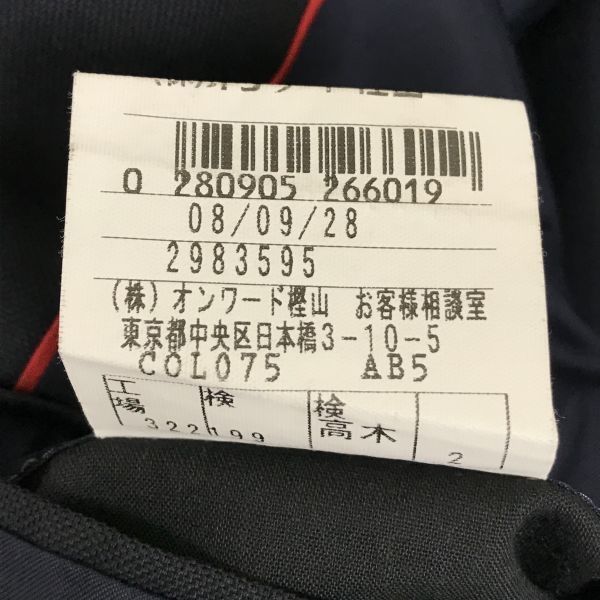 0 280905 266019
08/09/28
2983595
(株)オンワード樫山 お客様相談室
東京都中央区日本橋3-10-5
COL075 AB5
工場 検 検
322 199 高木 2